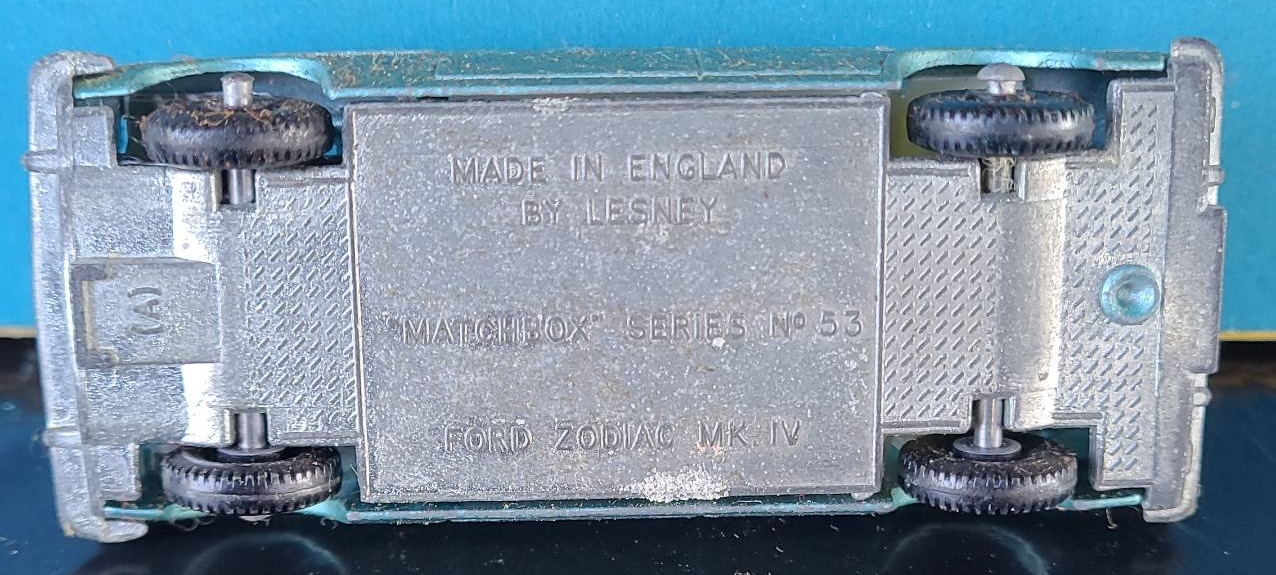 MADE IN ENGLAND
BY LESNEY
"MATCHBOX" SERIES Nº 53
FORD ZODIAC MK. IV
(A)